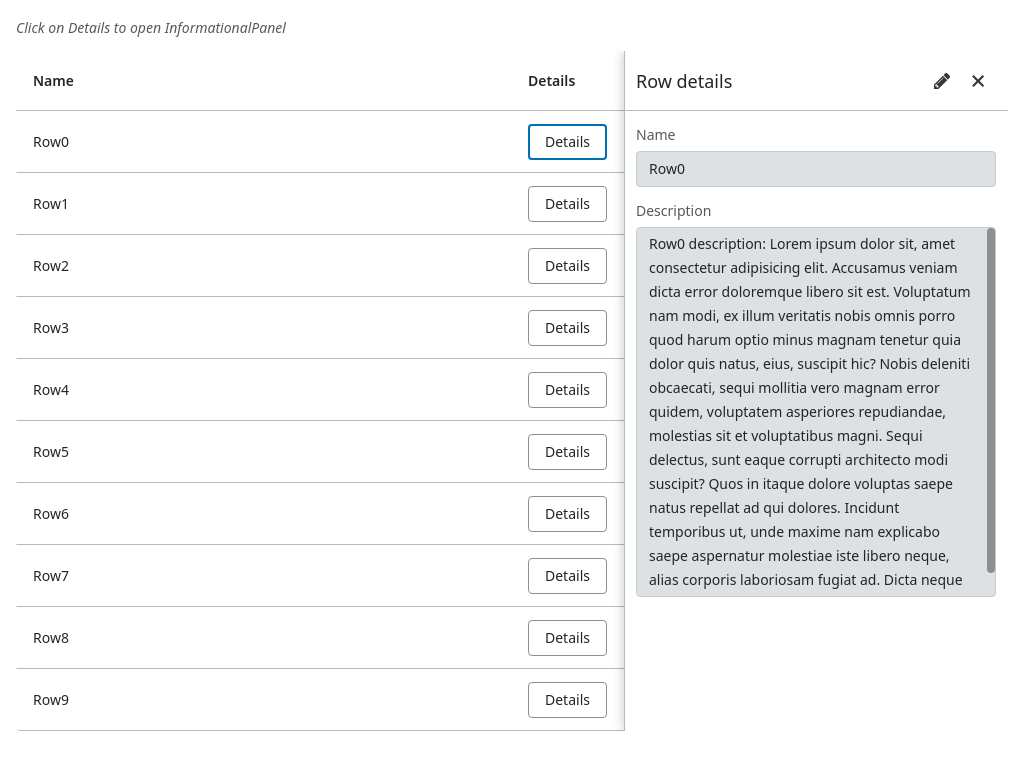 Click on Details to open InformationalPanel
Name Details
Row0 Details
Row1 Details
Row2 Details
Row3 Details
Row4 Details
Row5 Details
Row6 Details
Row7 Details
Row8 Details
Row9 Details
Row details
Name
Row0
Description
Row0 description: Lorem ipsum dolor sit, amet
consectetur adipisicing elit. Accusamus veniam
dicta error doloremque libero sit est. Voluptatum
nam modi, ex illum veritatis nobis omnis porro
quod harum optio minus magnam tenetur quia
dolor quis natus, eius, suscipit hic? Nobis deleniti
obcaecati, sequi mollitia vero magnam error
quidem, voluptatem asperiores repudiandae,
molestias sit et voluptatibus magni. Sequi
delectus, sunt eaque corrupti architecto modi
suscipit? Quos in itaque dolore voluptas saepe
natus repellat ad qui dolores. Incidunt
temporibus ut, unde maxime nam explicabo
saepe aspernatur molestiae iste libero neque,
alias corporis laboriosam fugiat ad. Dicta neque